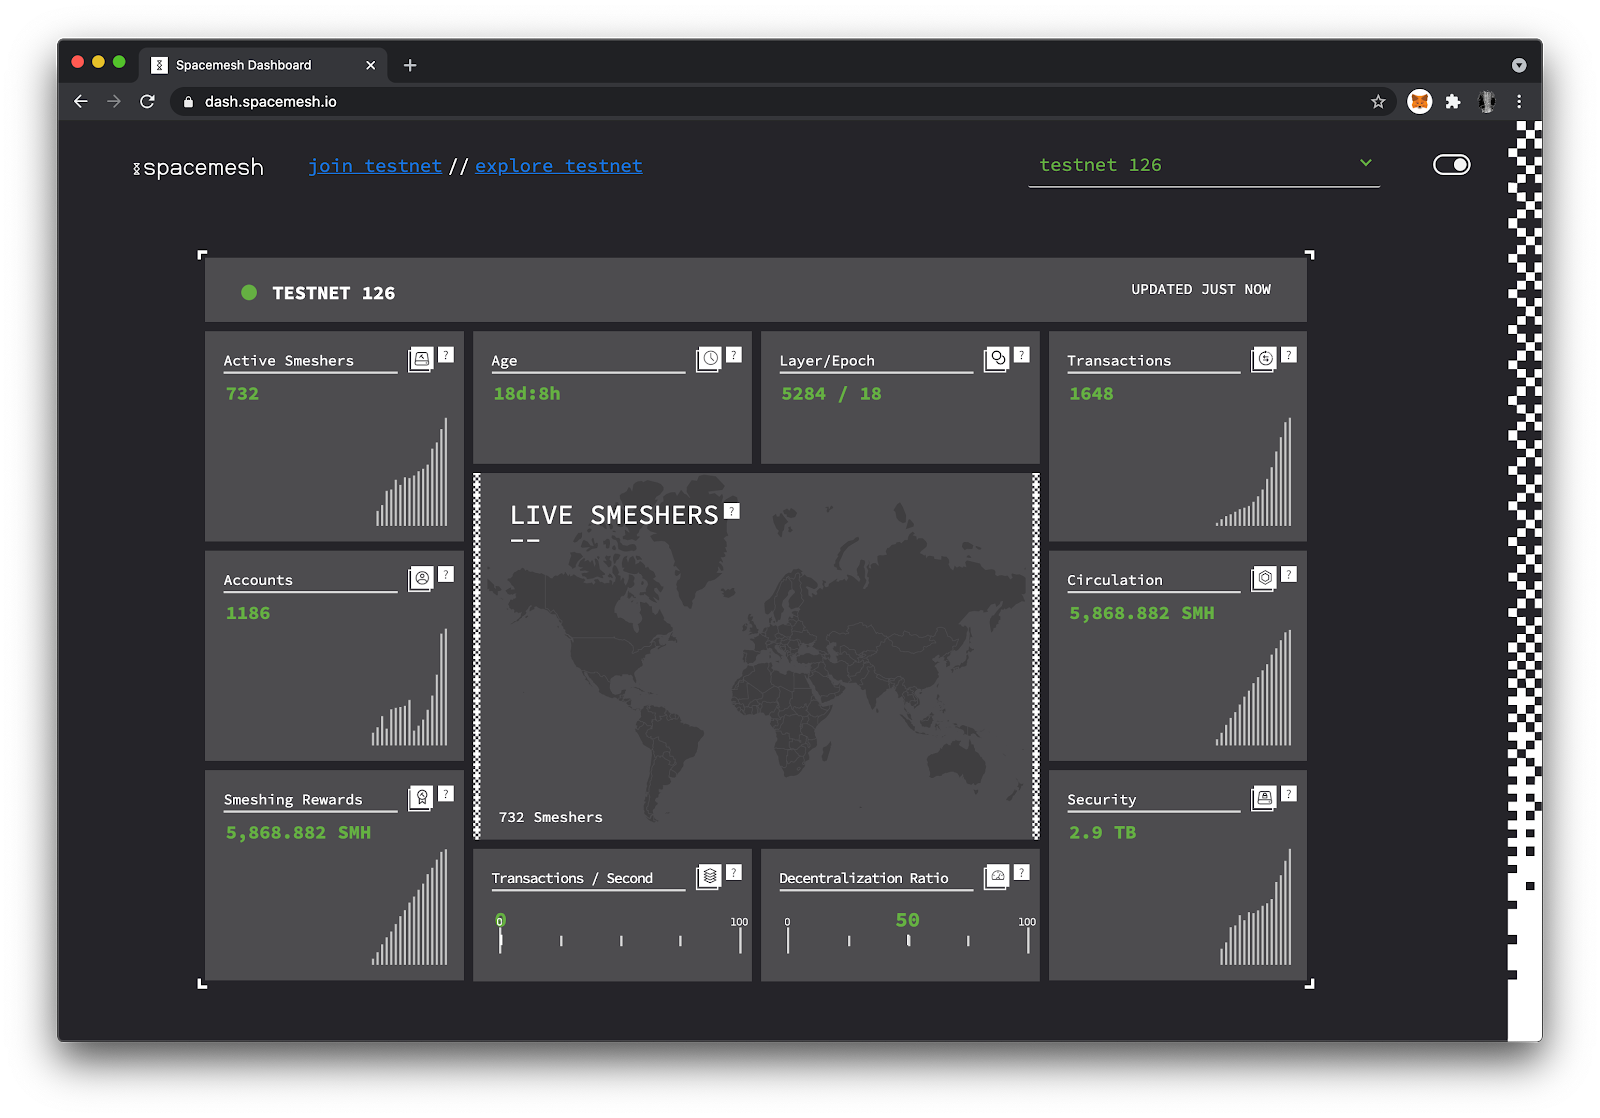 Spacemesh Dashboard
dash.spacemesh.io
spacemesh
join testnet // explore testnet
testnet 126
TESTNET 126
UPDATED JUST NOW
Active Smeshers ?
732
Age ?
18d:8h
Layer/Epoch ?
5284 / 18
Transactions ?
1648
LIVE SMESHERS ?
732 Smeshers
Accounts ?
1186
Circulation ?
5,868.882 SMH
Smeshing Rewards ?
5,868.882 SMH
Security ?
2.9 TB
Transactions / Second ?
0
0 100
Decentralization Ratio ?
50
0 100